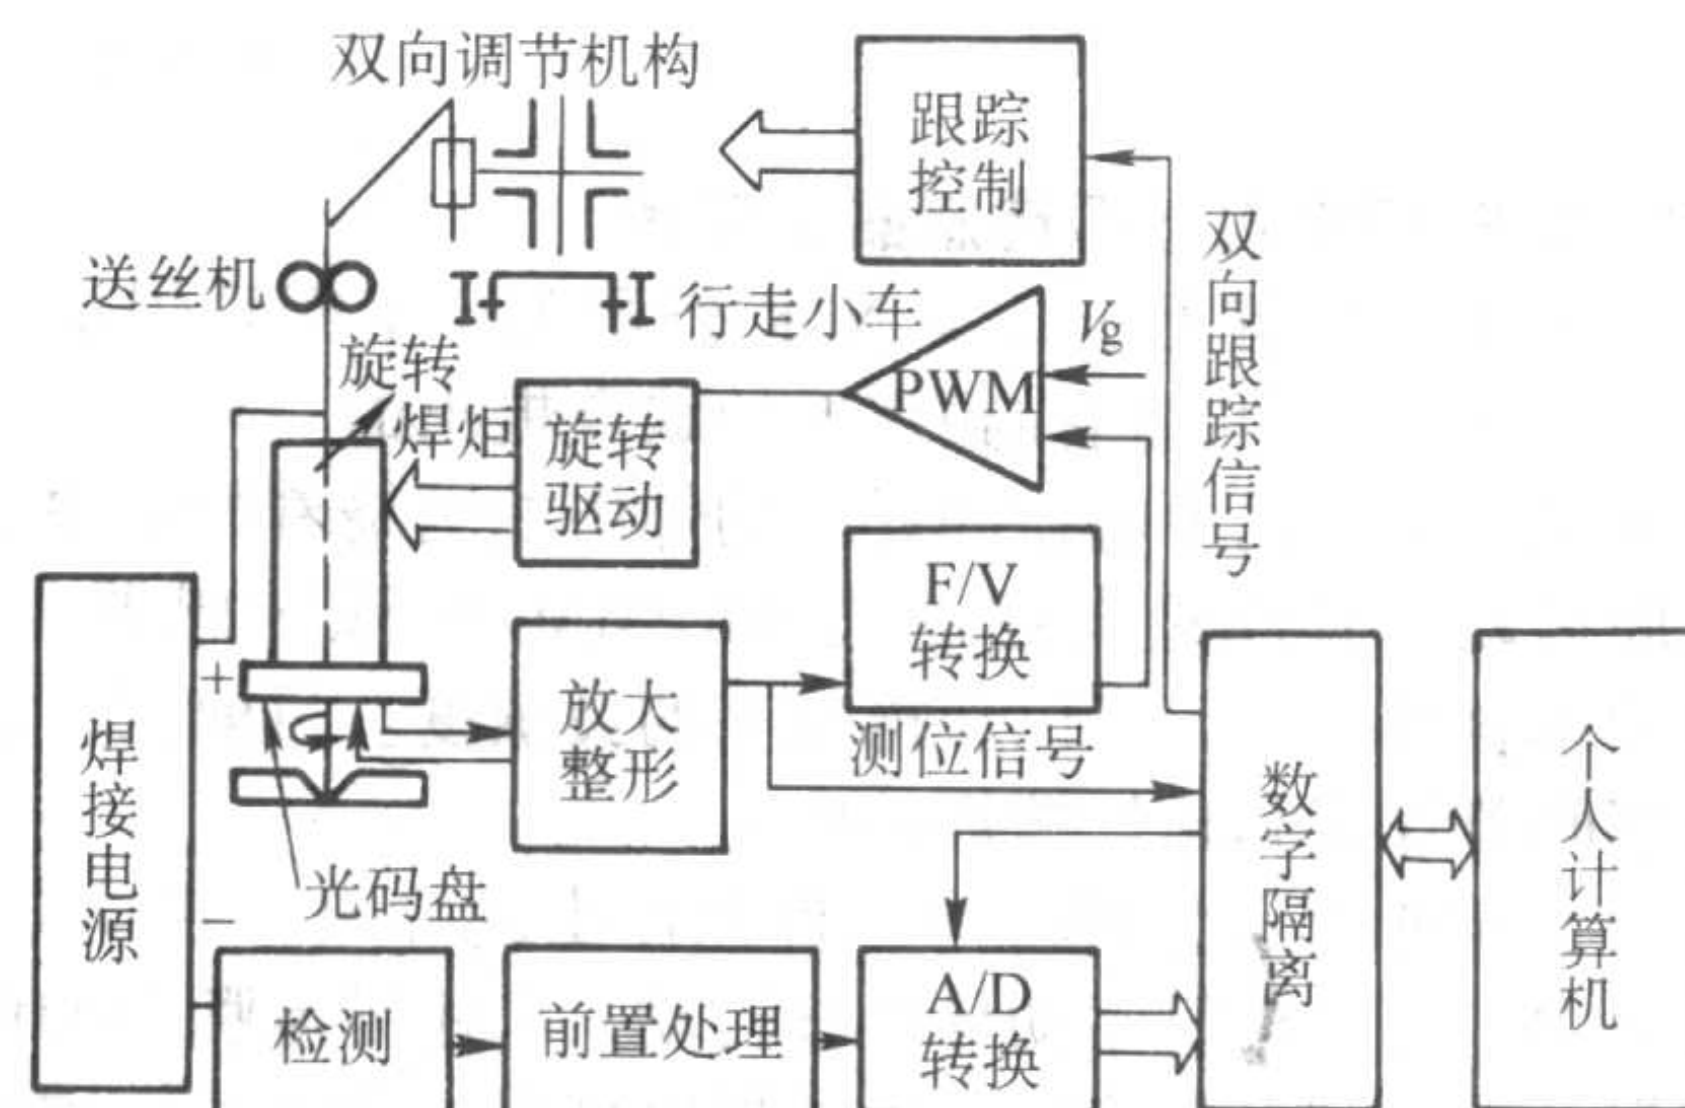 双向调节机构
跟踪
控制
送丝机
行走小车
V_g
双向跟踪信号
旋转
焊炬
旋转
驱动
PWM
F/V
转换
+
放大
整形
测位信号
焊接电源
光码盘
−
数字隔离
个人计算机
检测
前置处理
A/D
转换